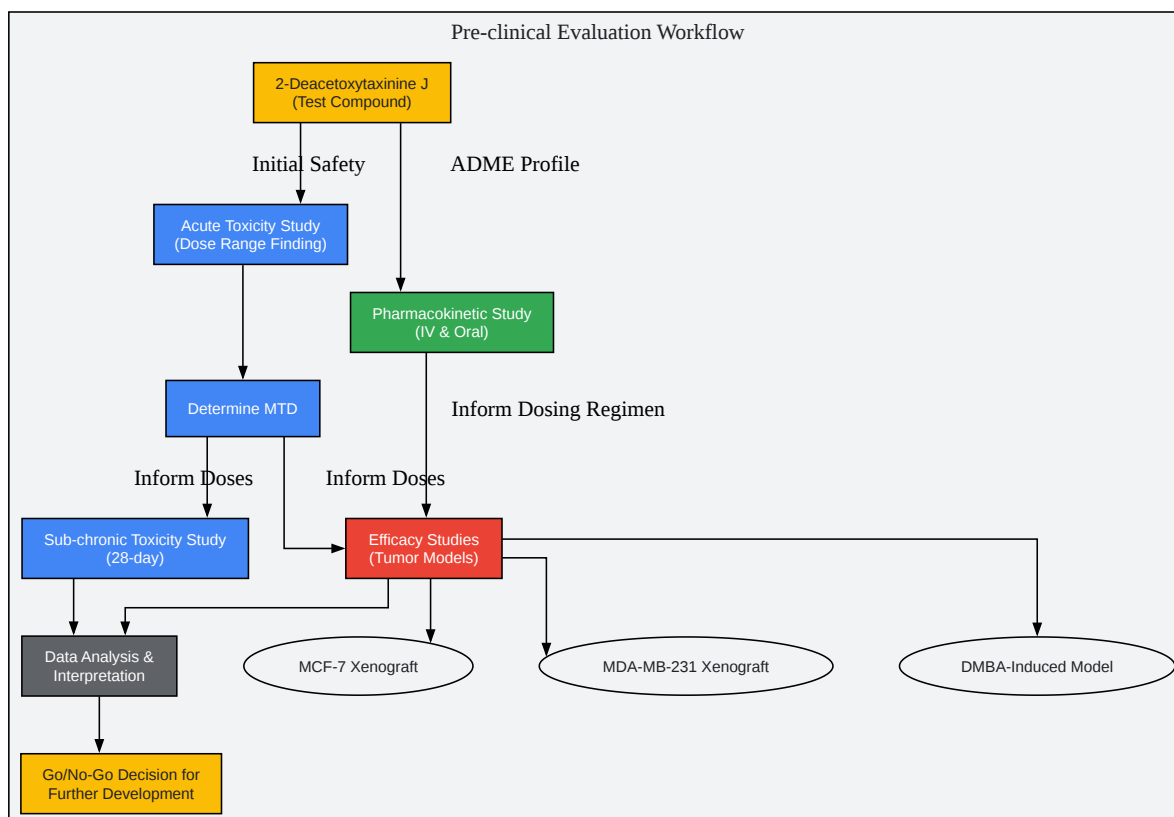 Pre-clinical Evaluation Workflow
2-Deacetoxytaxinine J
(Test Compound)
Initial Safety
ADME Profile
Acute Toxicity Study
(Dose Range Finding)
Pharmacokinetic Study
(IV & Oral)
Determine MTD
Inform Dosing Regimen
Inform Doses
Inform Doses
Sub-chronic Toxicity Study
(28-day)
Efficacy Studies
(Tumor Models)
Data Analysis &
Interpretation
MCF-7 Xenograft
MDA-MB-231 Xenograft
DMBA-Induced Model
Go/No-Go Decision for
Further Development